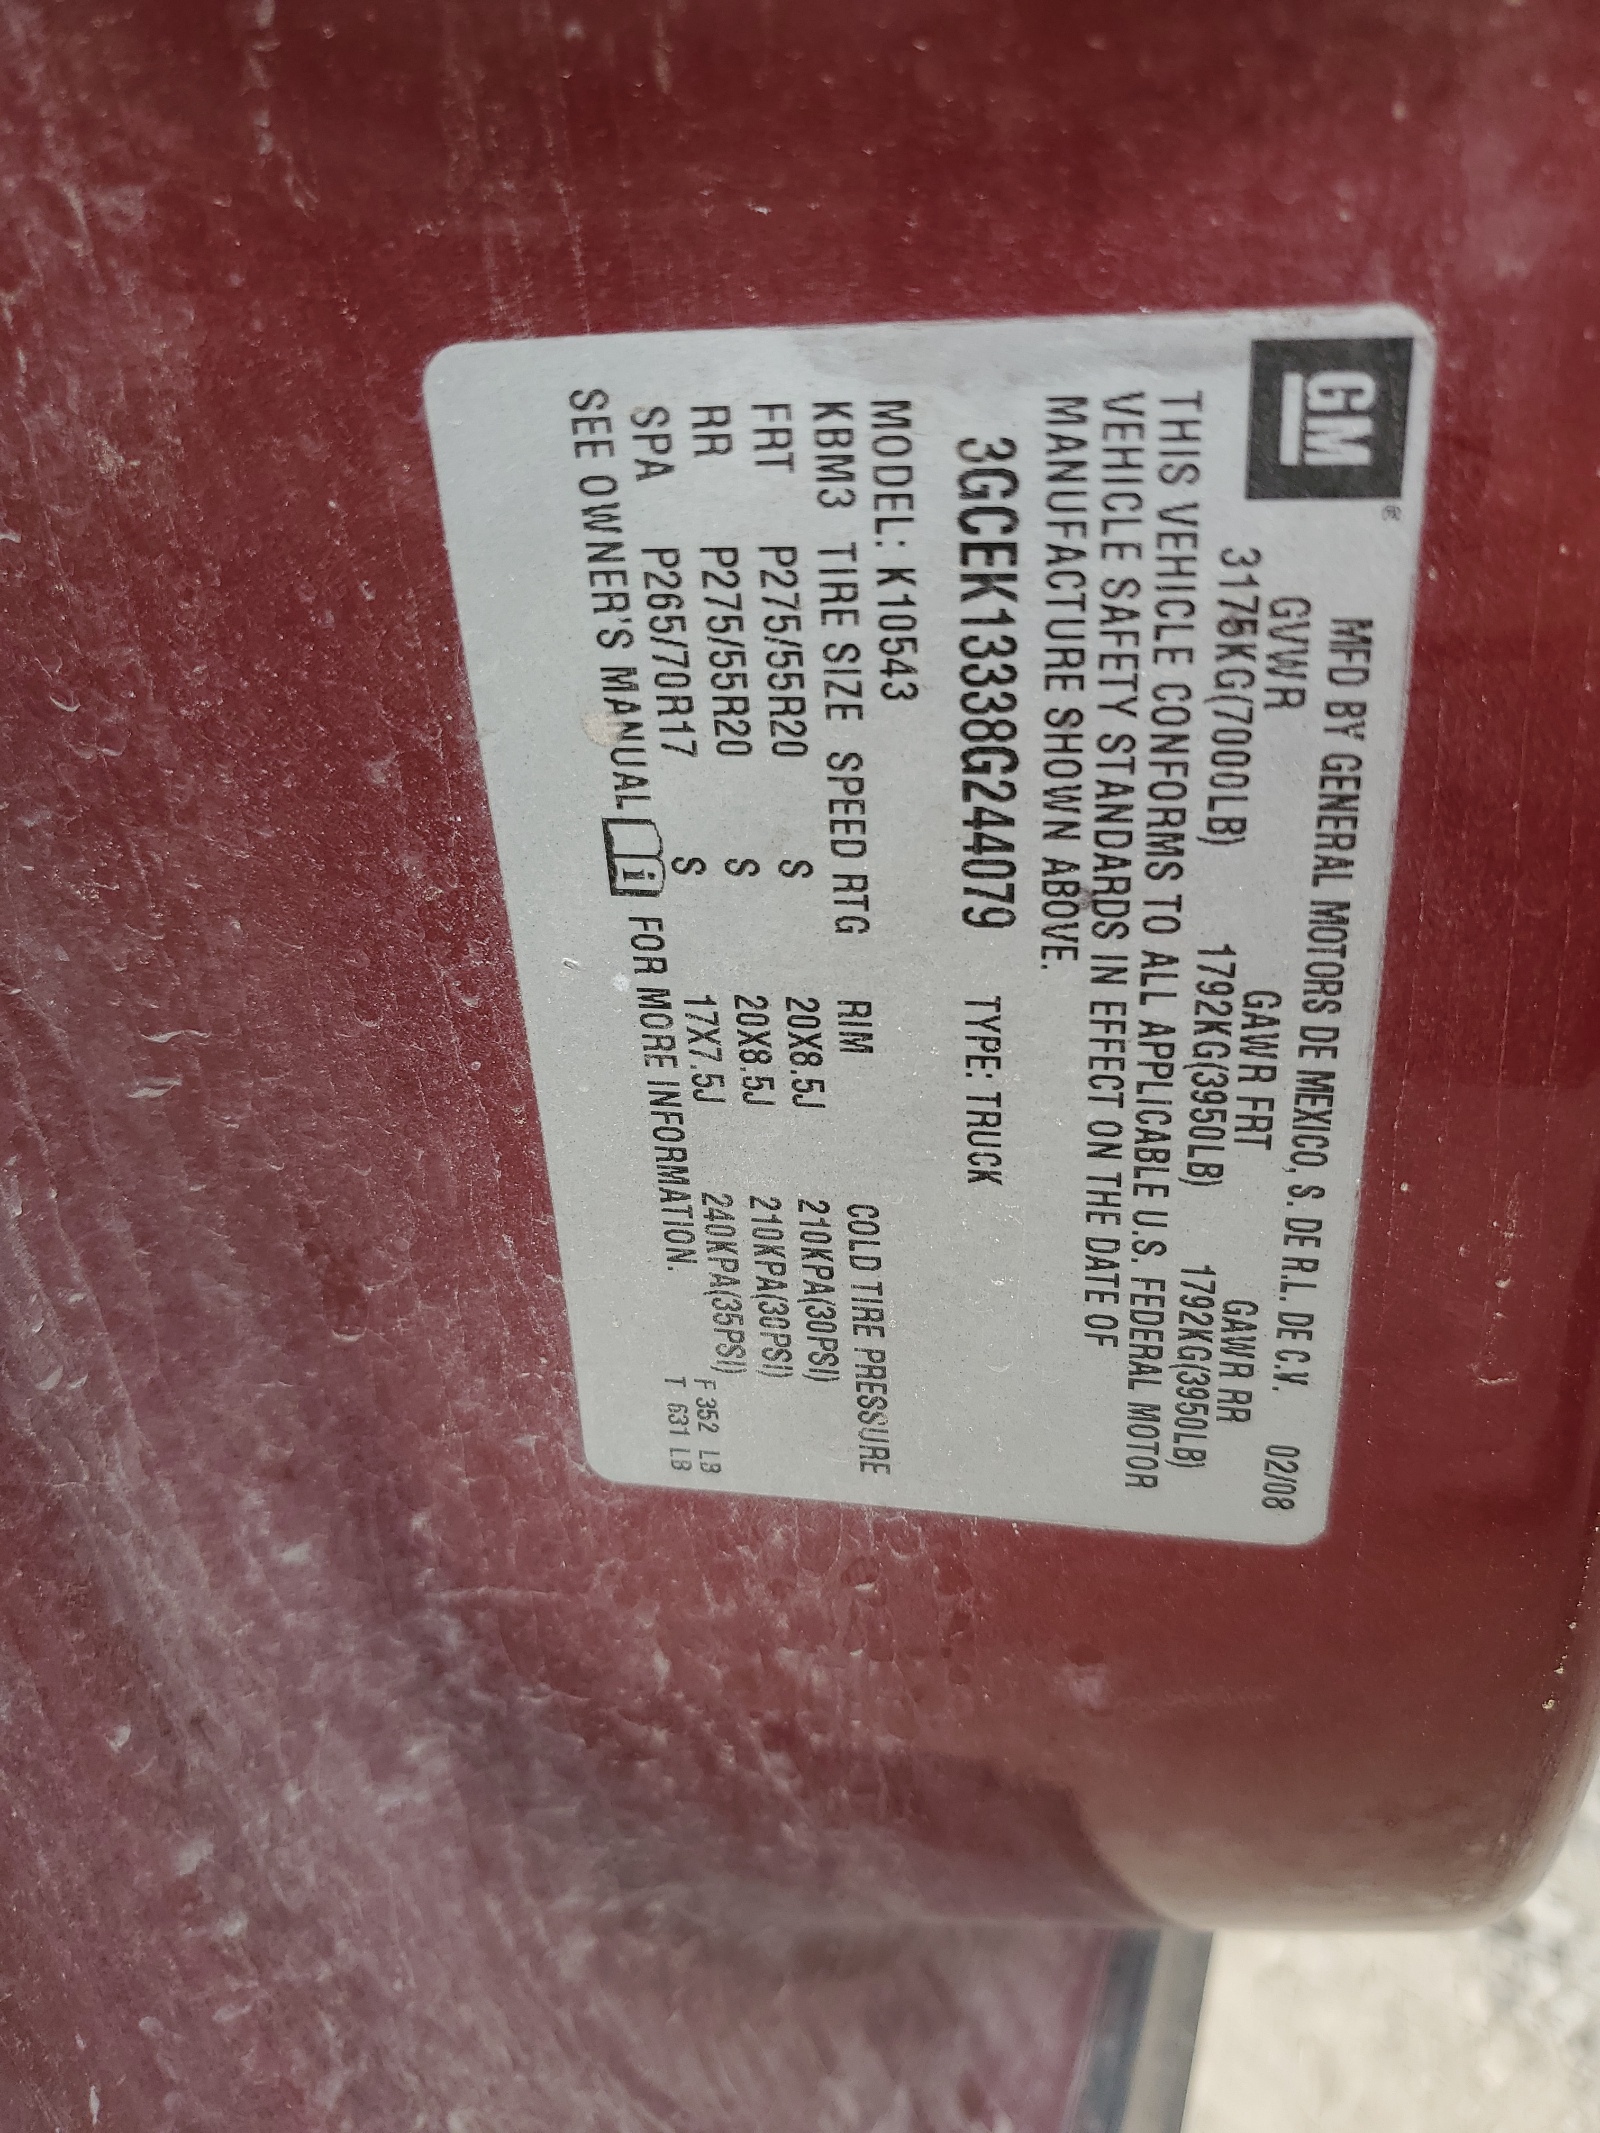 GM®
MFD BY GENERAL MOTORS DE MEXICO, S. DE R.L. DE C.V. 02/08
GVWR GAWR FRT GAWR RR
3175KG(7000LB) 1792KG(3950LB) 1792KG(3950LB)
THIS VEHICLE CONFORMS TO ALL APPLICABLE U.S. FEDERAL MOTOR
VEHICLE SAFETY STANDARDS IN EFFECT ON THE DATE OF
MANUFACTURE SHOWN ABOVE.
3GCEK13338G244079 TYPE: TRUCK
MODEL: K10543
KBM3 TIRE SIZE SPEED RTG RIM COLD TIRE PRESSURE
FRT P275/55R20 S 20X8.5J 210KPA(30PSI)
RR P275/55R20 S 20X8.5J 210KPA(30PSI)
SPA P265/70R17 S 17X7.5J 240KPA(35PSI) F 352 LB
SEE OWNER'S MANUAL i FOR MORE INFORMATION. T 631 LB